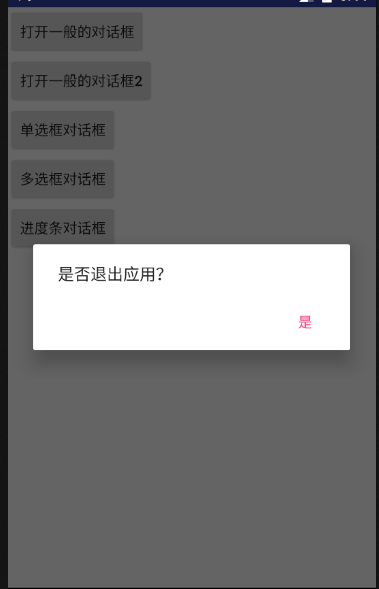 打开一般的对话框
打开一般的对话框2
单选框对话框
多选框对话框
进度条对话框
是否退出应用?
是